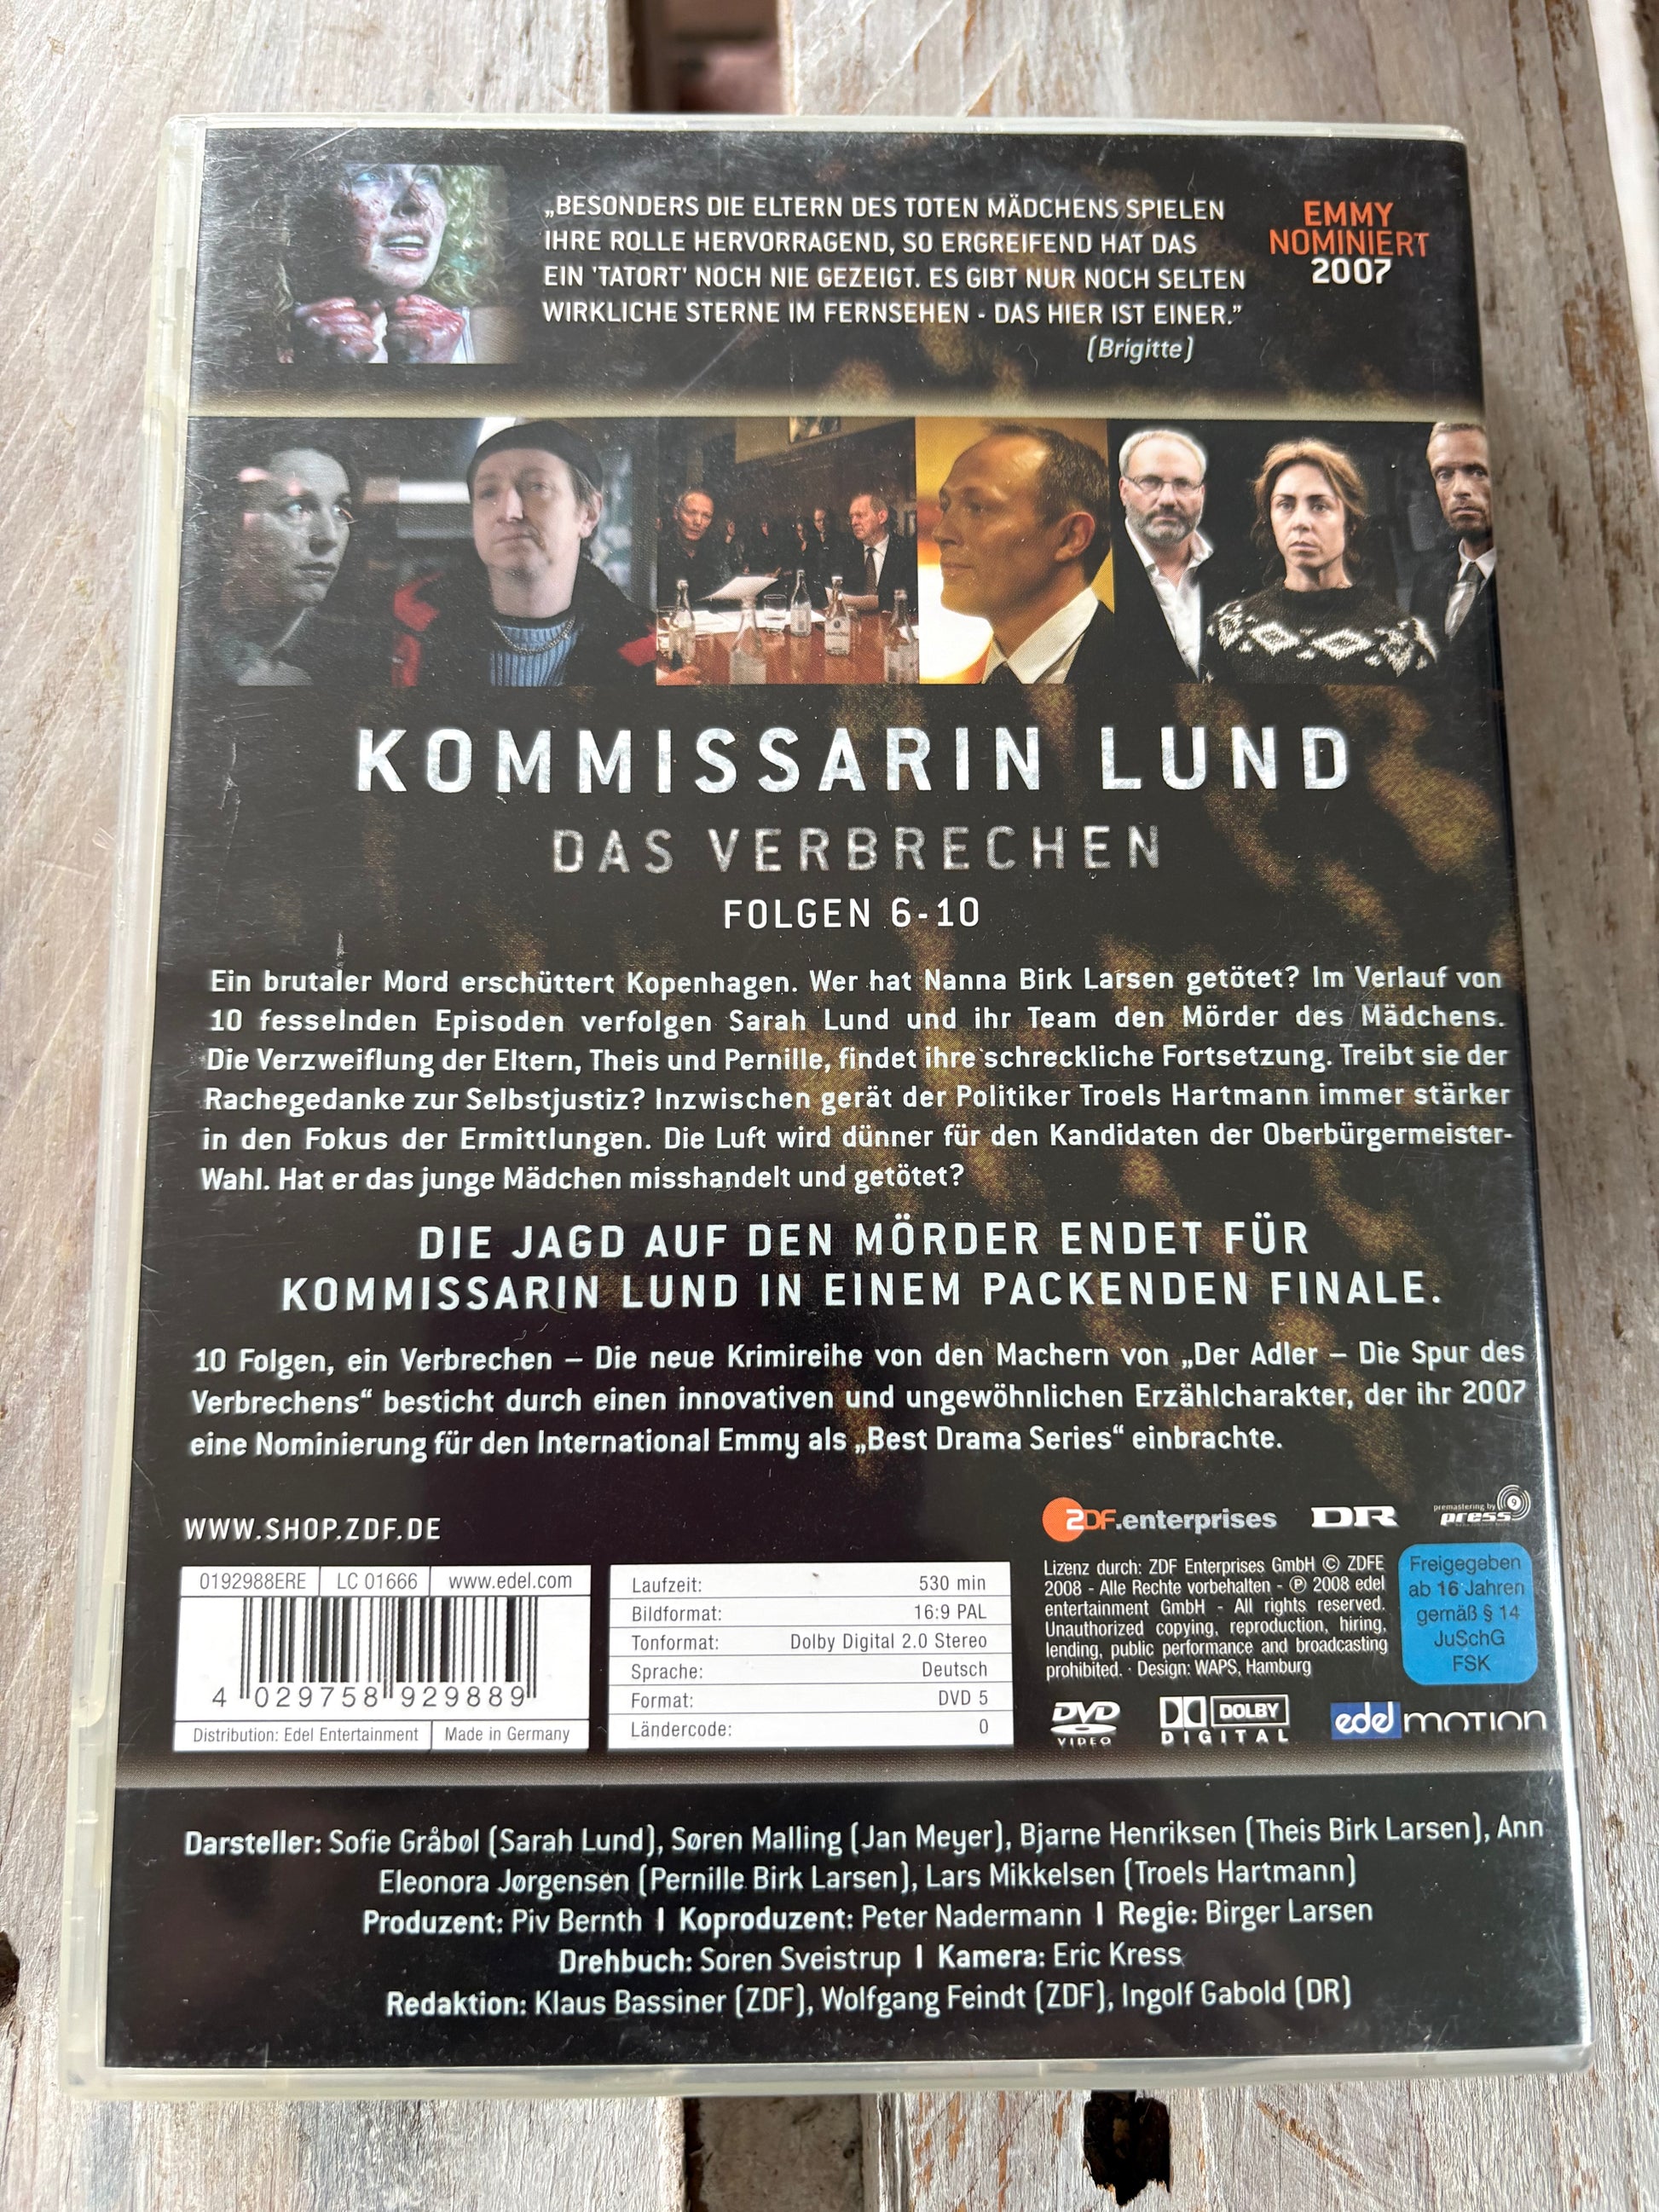 „BESONDERS DIE ELTERN DES TOTEN MÄDCHENS SPIELEN
IHRE ROLLE HERVORRAGEND, SO ERGREIFEND HAT DAS
EIN 'TATORT' NOCH NIE GEZEIGT. ES GIBT NUR NOCH SELTEN
WIRKLICHE STERNE IM FERNSEHEN - DAS HIER IST EINER.”
(Brigitte)
EMMY
NOMINIERT
2007
KOMMISSARIN LUND
DAS VERBRECHEN
FOLGEN 6-10
Ein brutaler Mord erschüttert Kopenhagen. Wer hat Nanna Birk Larsen getötet? Im Verlauf von
10 fesselnden Episoden verfolgen Sarah Lund und ihr Team den Mörder des Mädchens.
Die Verzweiflung der Eltern, Theis und Pernille, findet ihre schreckliche Fortsetzung. Treibt sie der
Rachegedanke zur Selbstjustiz? Inzwischen gerät der Politiker Troels Hartmann immer stärker
in den Fokus der Ermittlungen. Die Luft wird dünner für den Kandidaten der Oberbürgermeister-
Wahl. Hat er das junge Mädchen misshandelt und getötet?
DIE JAGD AUF DEN MÖRDER ENDET FÜR
KOMMISSARIN LUND IN EINEM PACKENDEN FINALE.
10 Folgen, ein Verbrechen – Die neue Krimireihe von den Machern von „Der Adler – Die Spur des
Verbrechens“ besticht durch einen innovativen und ungewöhnlichen Erzählcharakter, der ihr 2007
eine Nominierung für den International Emmy als „Best Drama Series“ einbrachte.
WWW.SHOP.ZDF.DE
ZDF.enterprises
DR
premastering by
press 9
0192988ERE
LC 01666
www.edel.com
4 029758 929889
Distribution: Edel Entertainment
Made in Germany
Laufzeit: 530 min
Bildformat: 16:9 PAL
Tonformat: Dolby Digital 2.0 Stereo
Sprache: Deutsch
Format: DVD 5
Ländercode: 0
Lizenz durch: ZDF Enterprises GmbH © ZDFE
2008 - Alle Rechte vorbehalten - ℗ 2008 edel
entertainment GmbH - All rights reserved.
Unauthorized copying, reproduction, hiring,
lending, public performance and broadcasting
prohibited. · Design: WAPS, Hamburg
Freigegeben
ab 16 Jahren
gemäß § 14
JuSchG
FSK
DVD
VIDEO
DOLBY
DIGITAL
edel MOTION
Darsteller: Sofie Gråbøl (Sarah Lund), Søren Malling (Jan Meyer), Bjarne Henriksen (Theis Birk Larsen), Ann
Eleonora Jørgensen (Pernille Birk Larsen), Lars Mikkelsen (Troels Hartmann)
Produzent: Piv Bernth I Koproduzent: Peter Nadermann I Regie: Birger Larsen
Drehbuch: Soren Sveistrup I Kamera: Eric Kress
Redaktion: Klaus Bassiner (ZDF), Wolfgang Feindt (ZDF), Ingolf Gabold (DR)